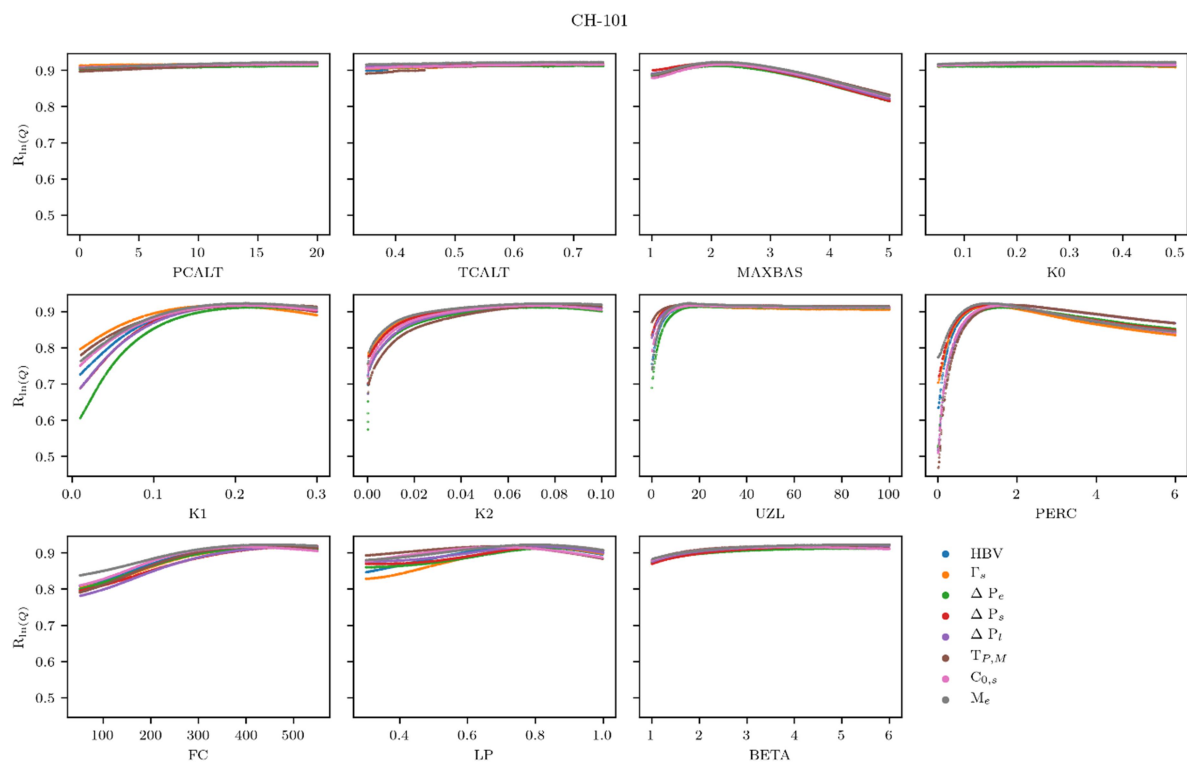 CH-101
R_ln(Q)
0.9
0.8
0.7
0.6
0.5
0 5 10 15 20
PCALT
0.4 0.5 0.6 0.7
TCALT
1 2 3 4 5
MAXBAS
0.1 0.2 0.3 0.4 0.5
K0
R_ln(Q)
0.9
0.8
0.7
0.6
0.5
0.0 0.1 0.2 0.3
K1
0.00 0.02 0.04 0.06 0.08 0.10
K2
0 20 40 60 80 100
UZL
0 2 4 6
PERC
R_ln(Q)
0.9
0.8
0.7
0.6
0.5
100 200 300 400 500
FC
0.4 0.6 0.8 1.0
LP
1 2 3 4 5 6
BETA
HBV
Γ_s
Δ P_e
Δ P_s
Δ P_l
T_P,M
C_0,s
M_e